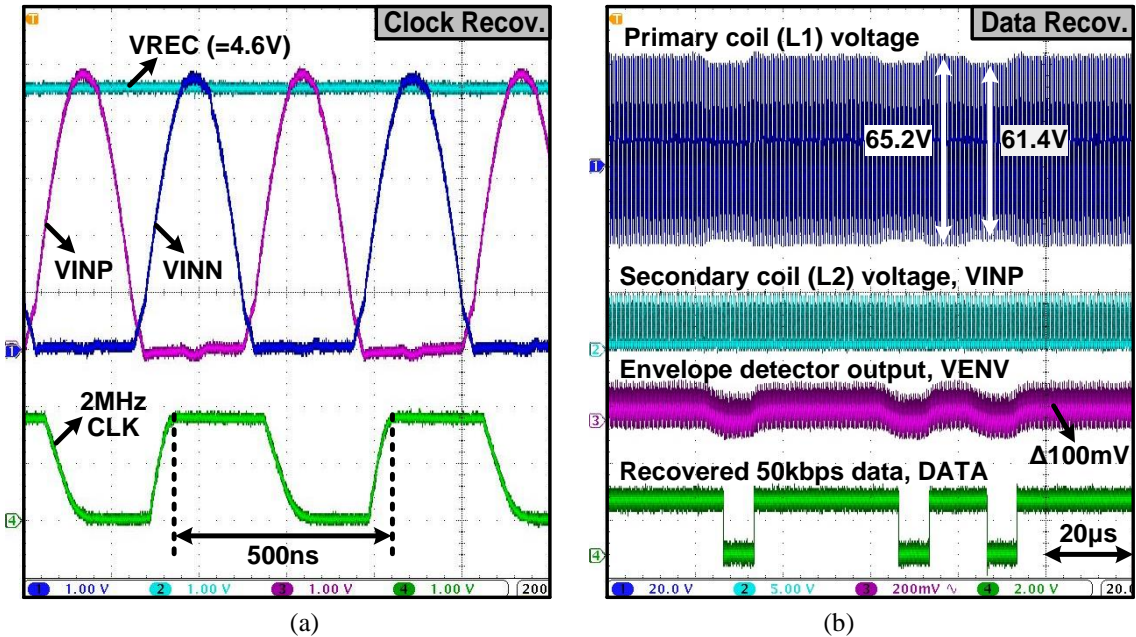 T
Clock Recov.
VREC (=4.6V)
VINP
VINN
1
2MHz
CLK
4
500ns
1 1.00 V 2 1.00 V 3 1.00 V 4 1.00 V 200
(a)
T
Data Recov.
Primary coil (L1) voltage
1
65.2V
61.4V
Secondary coil (L2) voltage, VINP
2
Envelope detector output, VENV
3
Δ100mV
Recovered 50kbps data, DATA
20µs
4
1 20.0 V 2 5.00 V 3 200mV ∿ 4 2.00 V 20.0
(b)